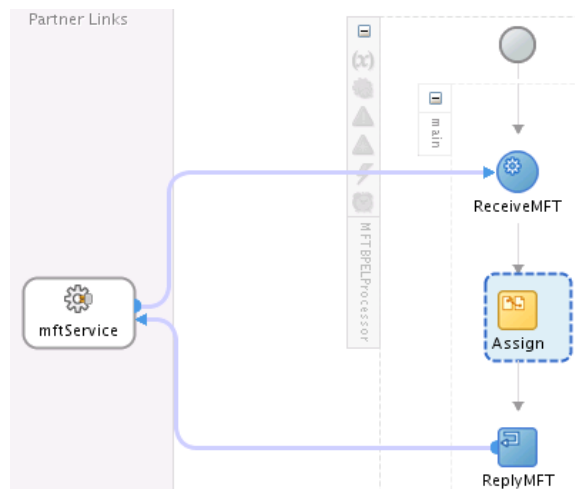 Partner Links
(x)
main
ReceiveMFT
MFTBPELProcessor
mftService
Assign
ReplyMFT